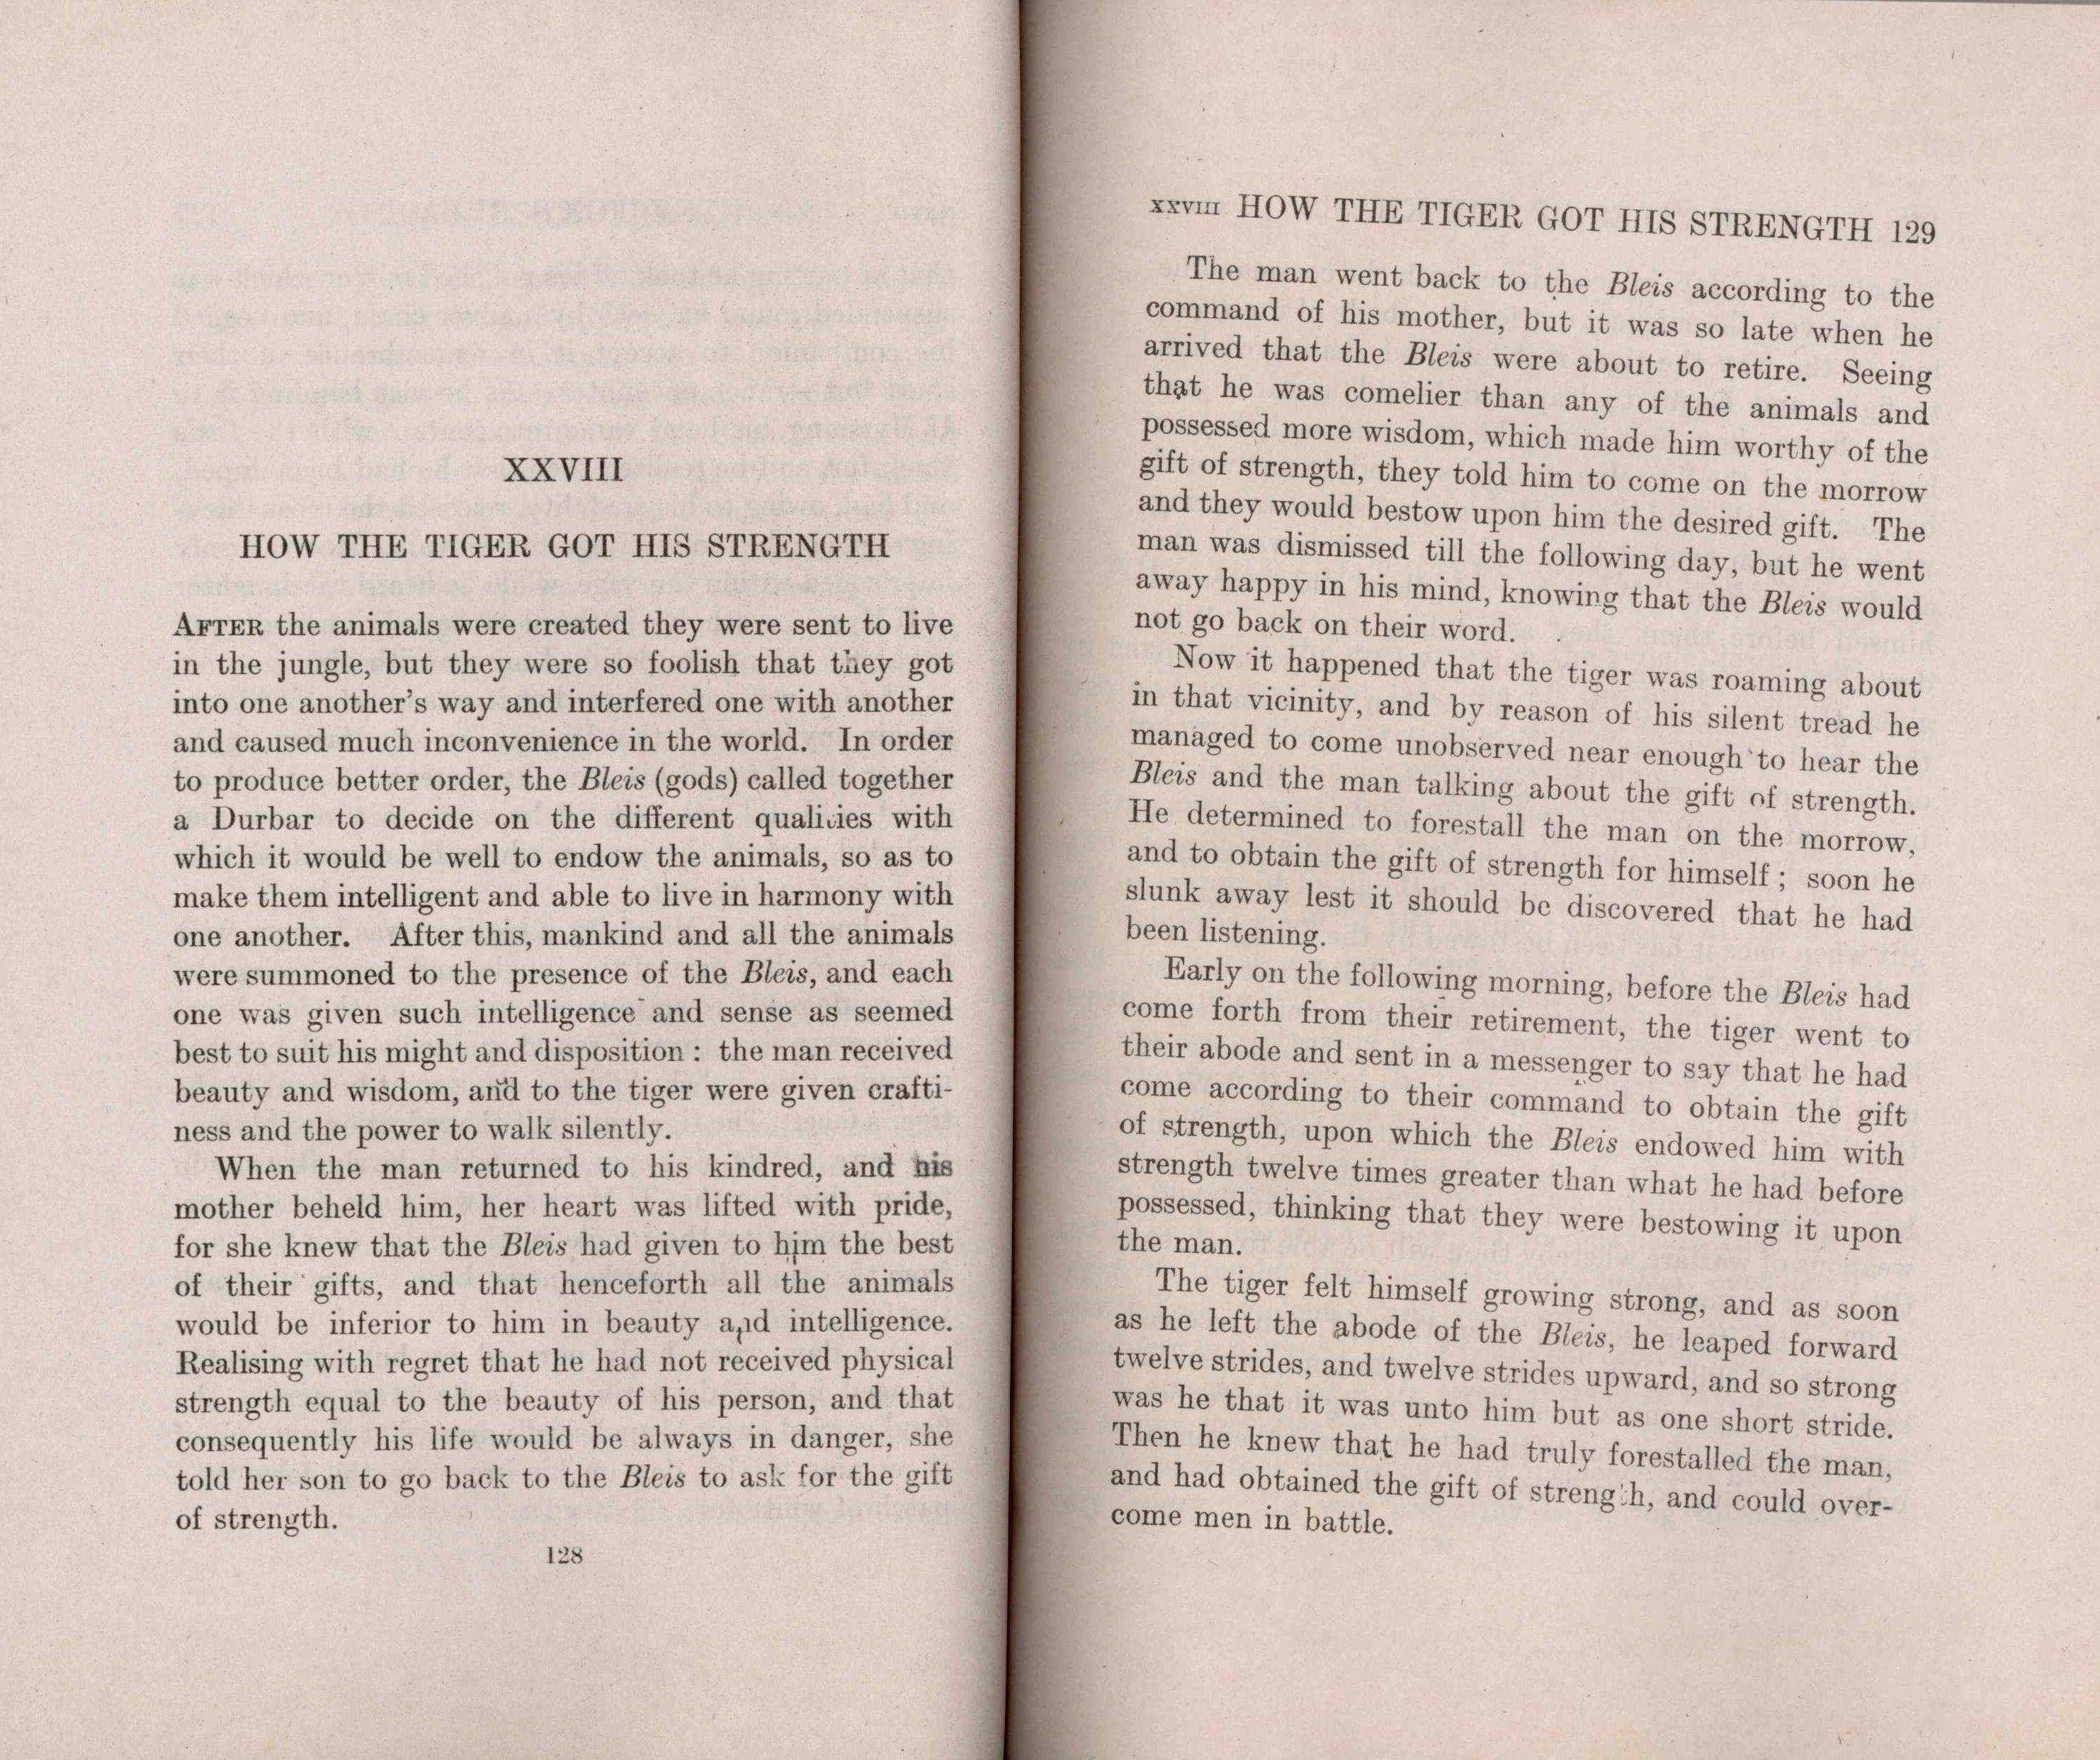 XXVIII
HOW THE TIGER GOT HIS STRENGTH
AFTER the animals were created they were sent to live
in the jungle, but they were so foolish that they got
into one another's way and interfered one with another
and caused much inconvenience in the world. In order
to produce better order, the Bleis (gods) called together
a Durbar to decide on the different qualities with
which it would be well to endow the animals, so as to
make them intelligent and able to live in harmony with
one another. After this, mankind and all the animals
were summoned to the presence of the Bleis, and each
one was given such intelligence and sense as seemed
best to suit his might and disposition : the man received
beauty and wisdom, and to the tiger were given crafti-
ness and the power to walk silently.
When the man returned to his kindred, and his
mother beheld him, her heart was lifted with pride,
for she knew that the Bleis had given to him the best
of their gifts, and that henceforth all the animals
would be inferior to him in beauty and intelligence.
Realising with regret that he had not received physical
strength equal to the beauty of his person, and that
consequently his life would be always in danger, she
told her son to go back to the Bleis to ask for the gift
of strength.
128
XXVIII HOW THE TIGER GOT HIS STRENGTH 129
The man went back to the Bleis according to the
command of his mother, but it was so late when he
arrived that the Bleis were about to retire. Seeing
that he was comelier than any of the animals and
possessed more wisdom, which made him worthy of the
gift of strength, they told him to come on the morrow
and they would bestow upon him the desired gift. The
man was dismissed till the following day, but he went
away happy in his mind, knowing that the Bleis would
not go back on their word.
Now it happened that the tiger was roaming about
in that vicinity, and by reason of his silent tread he
managed to come unobserved near enough to hear the
Bleis and the man talking about the gift of strength.
He determined to forestall the man on the morrow,
and to obtain the gift of strength for himself ; soon he
slunk away lest it should be discovered that he had
been listening.
Early on the following morning, before the Bleis had
come forth from their retirement, the tiger went to
their abode and sent in a messenger to say that he had
come according to their command to obtain the gift
of strength, upon which the Bleis endowed him with
strength twelve times greater than what he had before
possessed, thinking that they were bestowing it upon
the man.
The tiger felt himself growing strong, and as soon
as he left the abode of the Bleis, he leaped forward
twelve strides, and twelve strides upward, and so strong
was he that it was unto him but as one short stride.
Then he knew that he had truly forestalled the man,
and had obtained the gift of strength, and could over-
come men in battle.